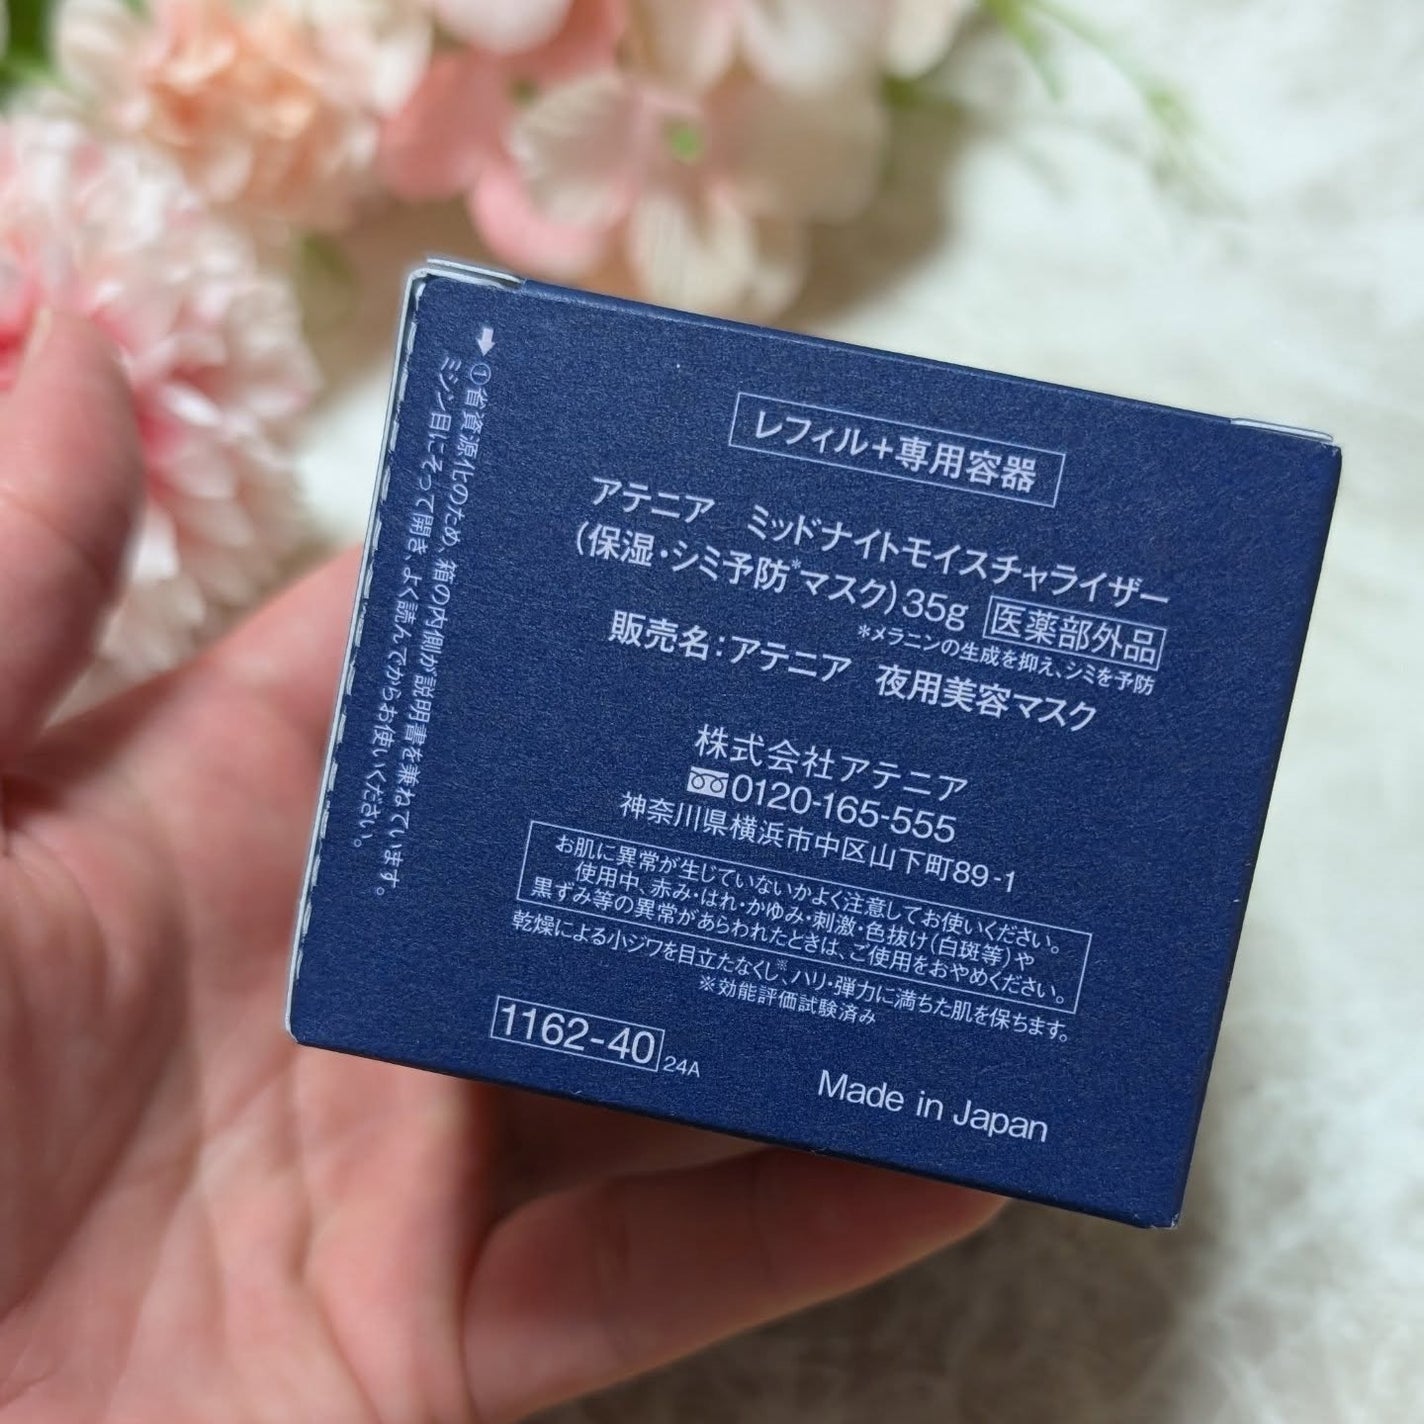 ➡①省資源化のため、箱の内側が説明書を兼ねています。
ミシン目にそって開き、よく読んでからお使いください。
レフィル+専用容器
アテニア ミッドナイトモイスチャライザー
(保湿・シミ予防*マスク)35g 医薬部外品
*メラニンの生成を抑え、シミを予防
販売名:アテニア 夜用美容マスク
株式会社アテニア
0120-165-555
神奈川県横浜市中区山下町89-1
お肌に異常が生じていないかよく注意してお使いください。
使用中、赤み・はれ・かゆみ・刺激・色抜け(白斑等)や
黒ずみ等の異常があらわれたときは、ご使用をおやめください。
乾燥による小ジワを目立たなくし※、ハリ・弾力に満ちた肌を保ちます。
※効能評価試験済み
1162-40 24A
Made in Japan